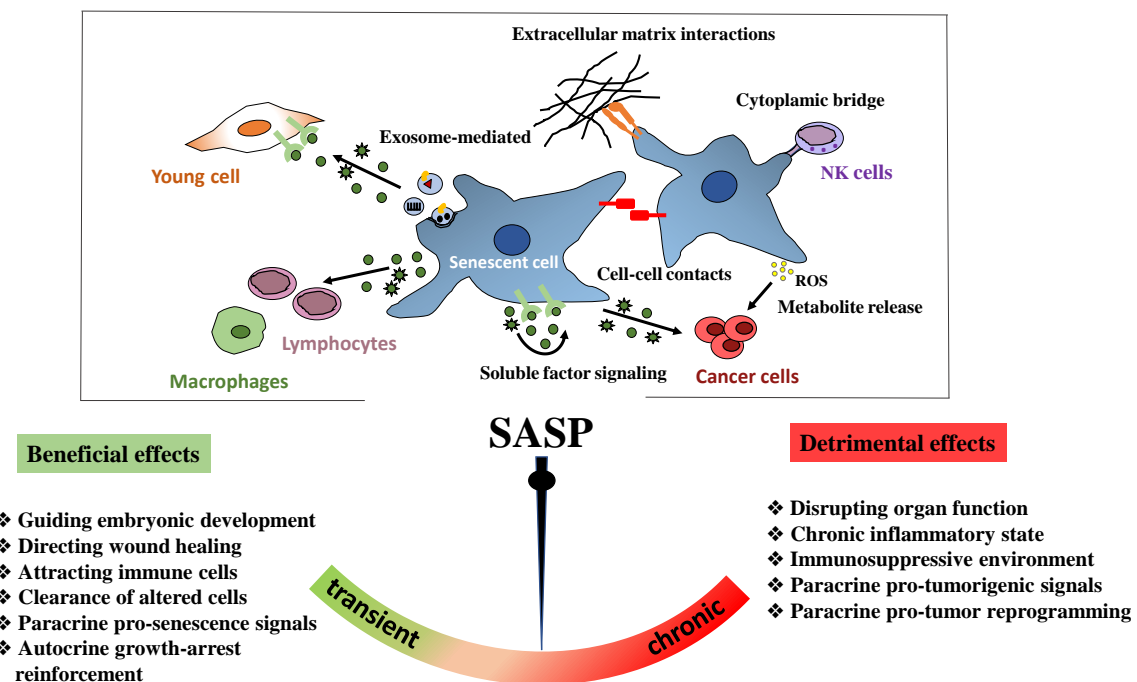 Extracellular matrix interactions
Cytoplamic bridge
Exosome-mediated
NK cells
Young cell
Senescent cell
Cell-cell contacts
ROS
Metabolite release
Lymphocytes
Soluble factor signaling
Cancer cells
Macrophages
SASP
Beneficial effects
❖ Guiding embryonic development
❖ Directing wound healing
❖ Attracting immune cells
❖ Clearance of altered cells
❖ Paracrine pro-senescence signals
❖ Autocrine growth-arrest
reinforcement
transient
chronic
Detrimental effects
❖ Disrupting organ function
❖ Chronic inflammatory state
❖ Immunosuppressive environment
❖ Paracrine pro-tumorigenic signals
❖ Paracrine pro-tumor reprogramming